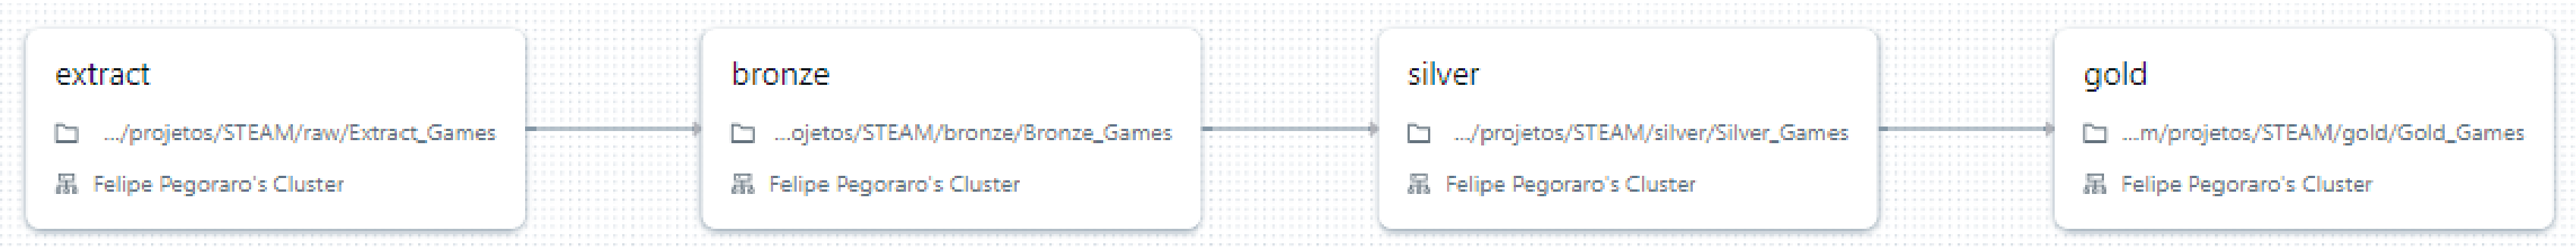 extract
.../projetos/STEAM/raw/Extract_Games
Felipe Pegoraro's Cluster
bronze
...ojetos/STEAM/bronze/Bronze_Games
Felipe Pegoraro's Cluster
silver
.../projetos/STEAM/silver/Silver_Games
Felipe Pegoraro's Cluster
gold
...m/projetos/STEAM/gold/Gold_Games
Felipe Pegoraro's Cluster